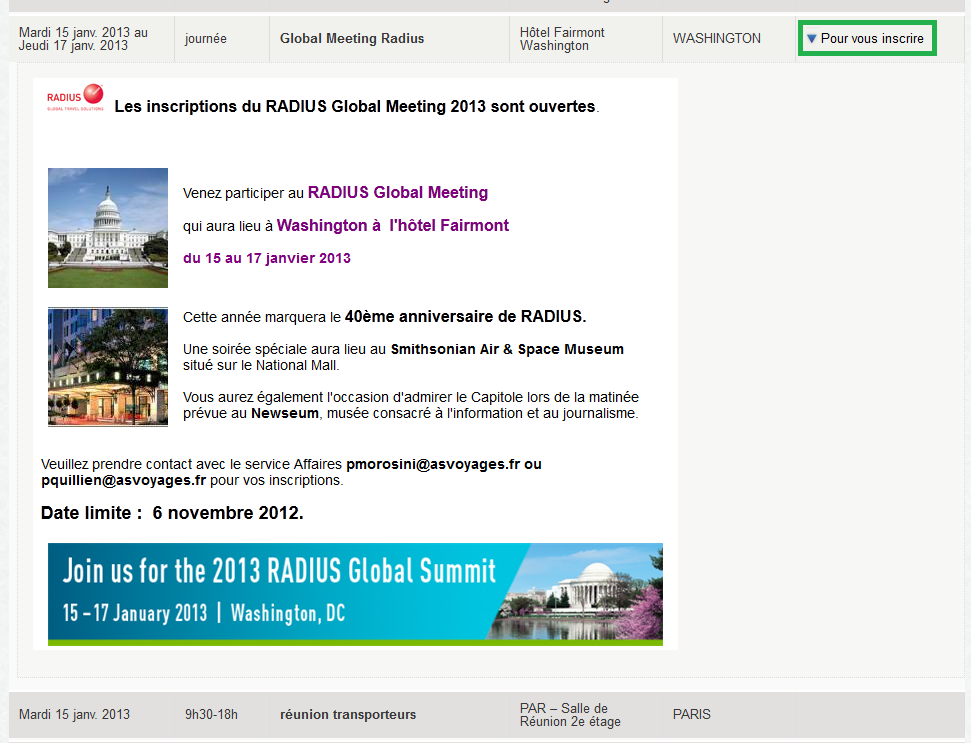 Mardi 15 janv. 2013 au
Jeudi 17 janv. 2013
journée
Global Meeting Radius
Hôtel Fairmont
Washington
WASHINGTON
Pour vous inscrire
RADIUS
GLOBAL TRAVEL SOLUTIONS
Les inscriptions du RADIUS Global Meeting 2013 sont ouvertes.
Venez participer au RADIUS Global Meeting
qui aura lieu à Washington à l'hôtel Fairmont
du 15 au 17 janvier 2013
Cette année marquera le 40ème anniversaire de RADIUS.
Une soirée spéciale aura lieu au Smithsonian Air & Space Museum
situé sur le National Mall.
Vous aurez également l'occasion d'admirer le Capitole lors de la matinée
prévue au Newseum, musée consacré à l'information et au journalisme.
Veuillez prendre contact avec le service Affaires pmorosini@asvoyages.fr ou
pquillien@asvoyages.fr pour vos inscriptions.
Date limite : 6 novembre 2012.
Join us for the 2013 RADIUS Global Summit
15 – 17 January 2013 | Washington, DC
Mardi 15 janv. 2013
9h30-18h
réunion transporteurs
PAR – Salle de
Réunion 2e étage
PARIS